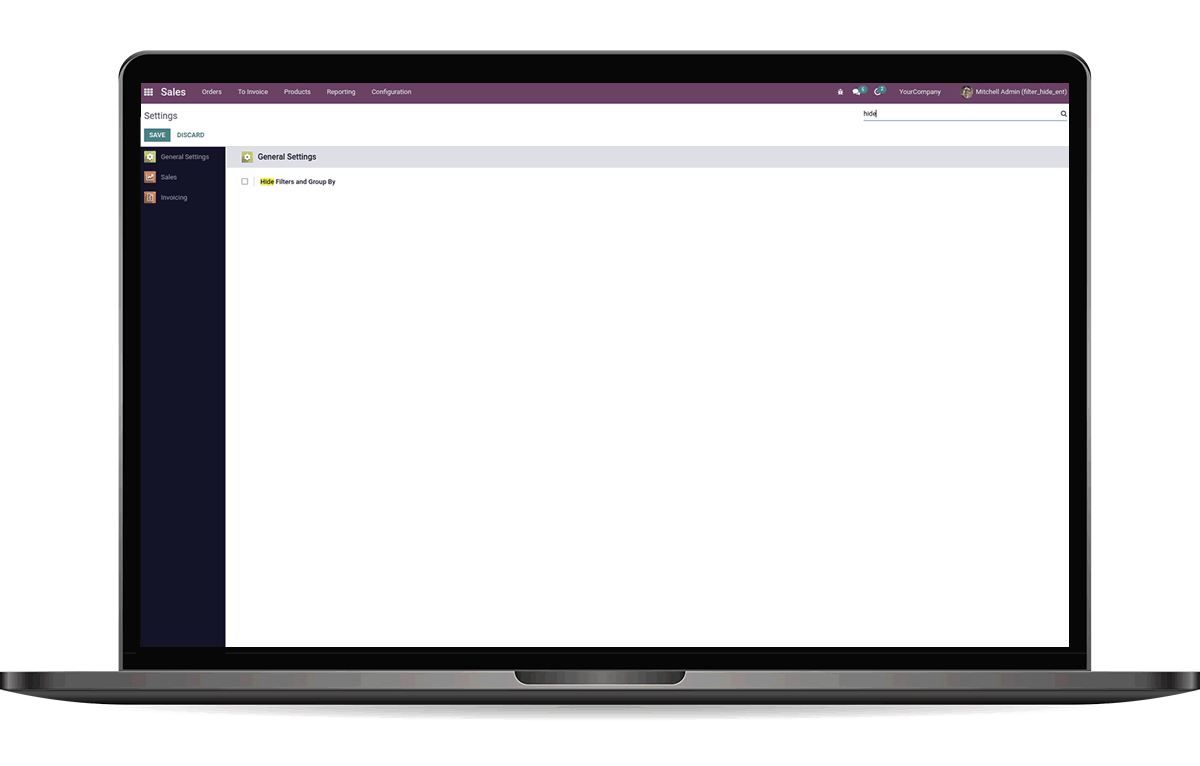 Sales Orders To Invoice Products Reporting Configuration 5 2 YourCompany Mitchell Admin (filter_hide_ent)
Settings hide
SAVE DISCARD
General Settings General Settings
Sales Hide Filters and Group By
Invoicing